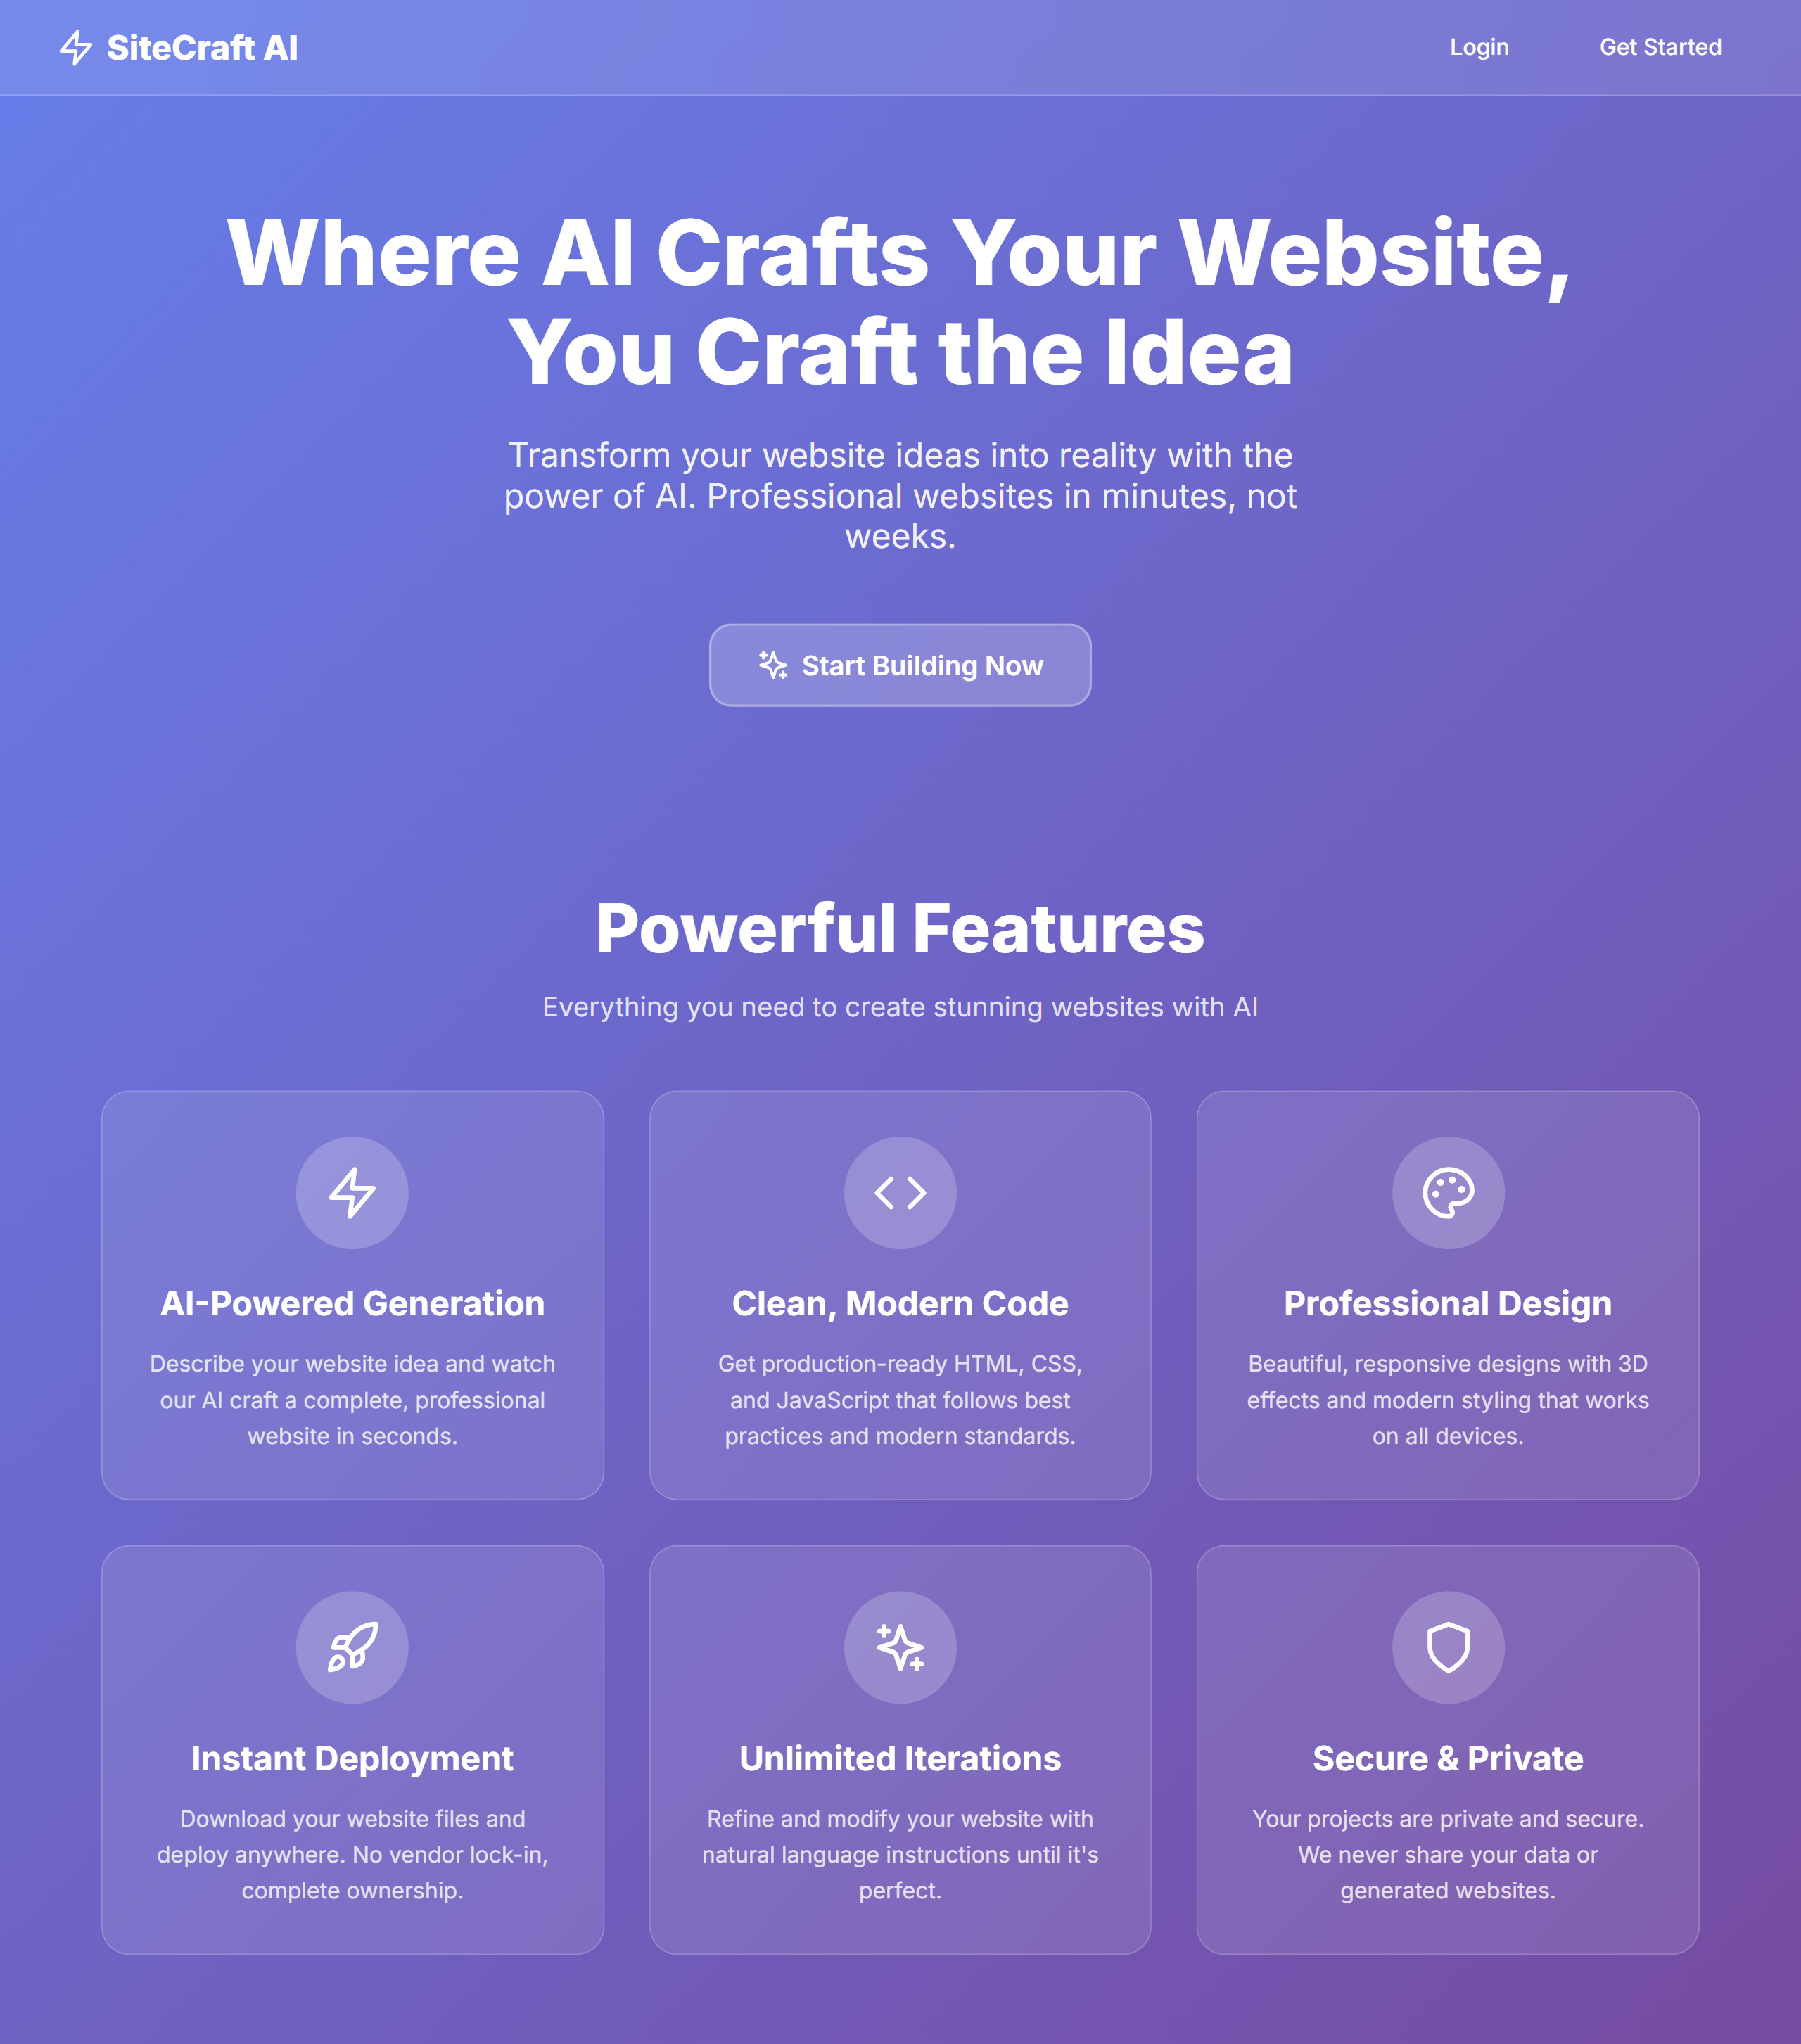 SiteCraft AI
Login
Get Started
Where AI Crafts Your Website,
You Craft the Idea
Transform your website ideas into reality with the
power of AI. Professional websites in minutes, not
weeks.
Start Building Now
Powerful Features
Everything you need to create stunning websites with AI
AI-Powered Generation
Describe your website idea and watch
our AI craft a complete, professional
website in seconds.
Clean, Modern Code
Get production-ready HTML, CSS,
and JavaScript that follows best
practices and modern standards.
Professional Design
Beautiful, responsive designs with 3D
effects and modern styling that works
on all devices.
Instant Deployment
Download your website files and
deploy anywhere. No vendor lock-in,
complete ownership.
Unlimited Iterations
Refine and modify your website with
natural language instructions until it's
perfect.
Secure & Private
Your projects are private and secure.
We never share your data or
generated websites.